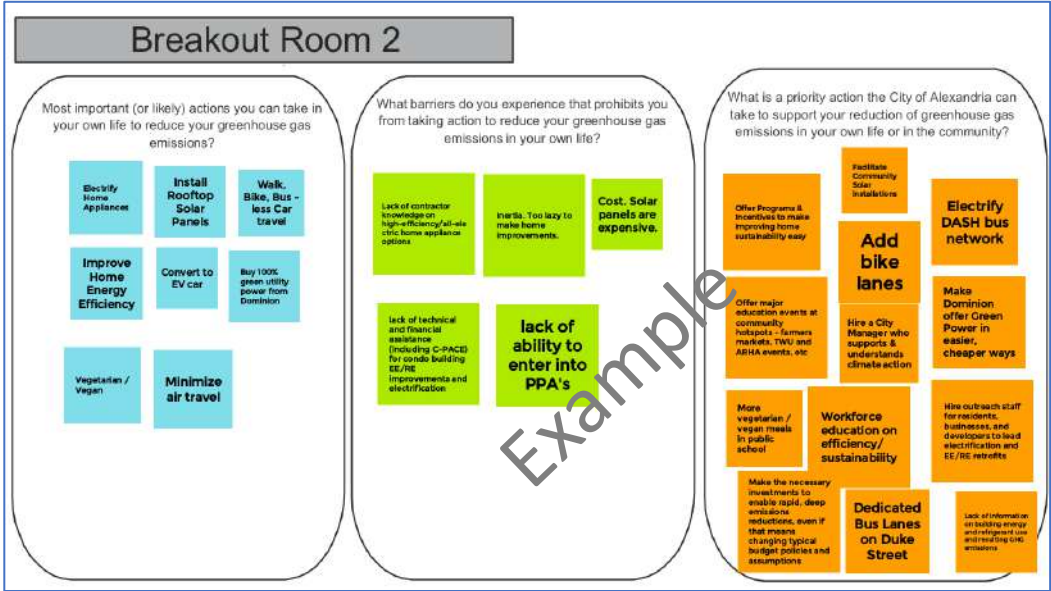 Breakout Room 2
Most important (or likely) actions you can take in
your own life to reduce your greenhouse gas
emissions?
Electrify
Home
Appliances
Install
Rooftop
Solar
Panels
Walk,
Bike, Bus -
less Car
travel
Improve
Home
Energy
Efficiency
Convert to
EV car
Buy 100%
green utility
power from
Dominion
Vegetarian /
Vegan
Minimize
air travel
What barriers do you experience that prohibits you
from taking action to reduce your greenhouse gas
emissions in your own life?
Lack of contractor
knowledge on
high-efficiency/all-ele
ctric home appliance
options
Inertia. Too lazy to
make home
improvements.
Cost. Solar
panels are
expensive.
lack of technical
and financial
assistance
(including C-PACE)
for condo building
EE/RE
improvements and
electrification
lack of
ability to
enter into
PPA's
Example
What is a priority action the City of Alexandria can
take to support your reduction of greenhouse gas
emissions in your own life or in the community?
Facilitate
Community
Solar
Installations
Offer Programs &
Incentives to make
improving home
sustainability easy
Electrify
DASH bus
network
Add
bike
lanes
Offer major
education events at
community
hotspots - farmers
markets, TWU and
ARHA events, etc
Hire a City
Manager who
supports &
understands
climate action
Make
Dominion
offer Green
Power in
easier,
cheaper ways
More
vegetarian /
vegan meals
in public
school
Workforce
education on
efficiency/
sustainability
Hire outreach staff
for residents,
businesses, and
developers to lead
electrification and
EE/RE retrofits
Make the necessary
investments to
enable rapid, deep
emissions
reductions, even if
that means
changing typical
budget policies and
assumptions
Dedicated
Bus Lanes
on Duke
Street
Lack of information
on building energy
and refrigerant use
and resulting GHG
emissions